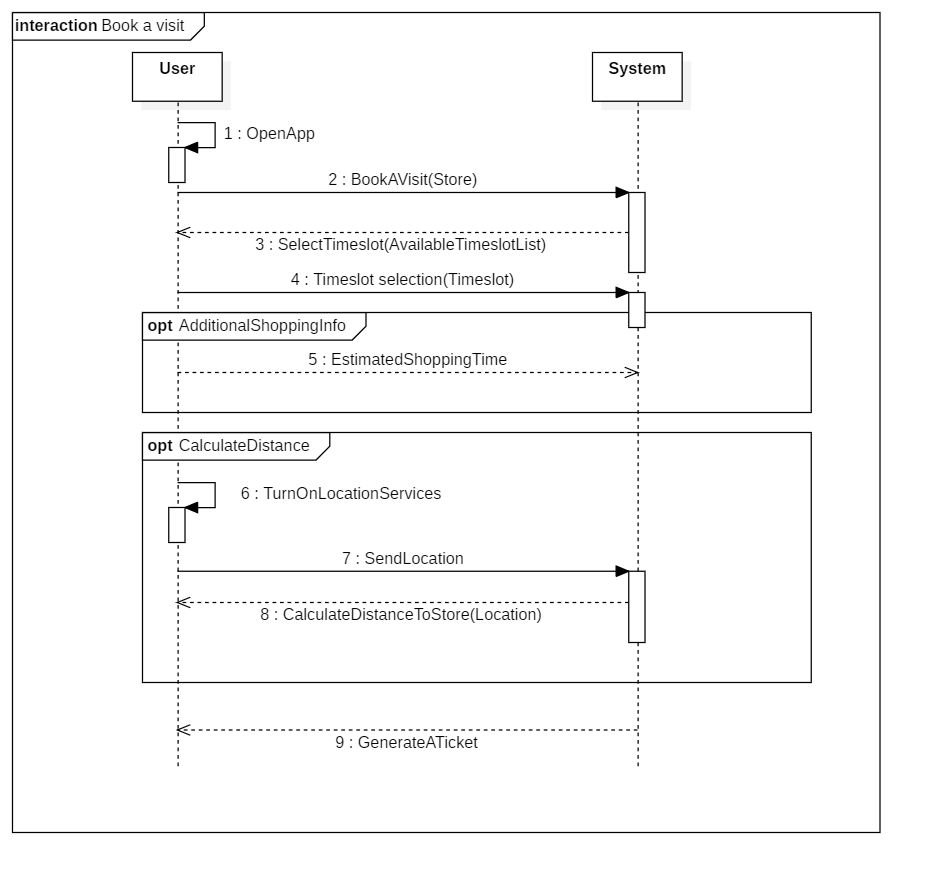 interaction Book a visit
User
System
1 : OpenApp
2 : BookAVisit(Store)
3 : SelectTimeslot(AvailableTimeslotList)
4 : Timeslot selection(Timeslot)
opt AdditionalShoppingInfo
5 : EstimatedShoppingTime
opt CalculateDistance
6 : TurnOnLocationServices
7 : SendLocation
8 : CalculateDistanceToStore(Location)
9 : GenerateATicket